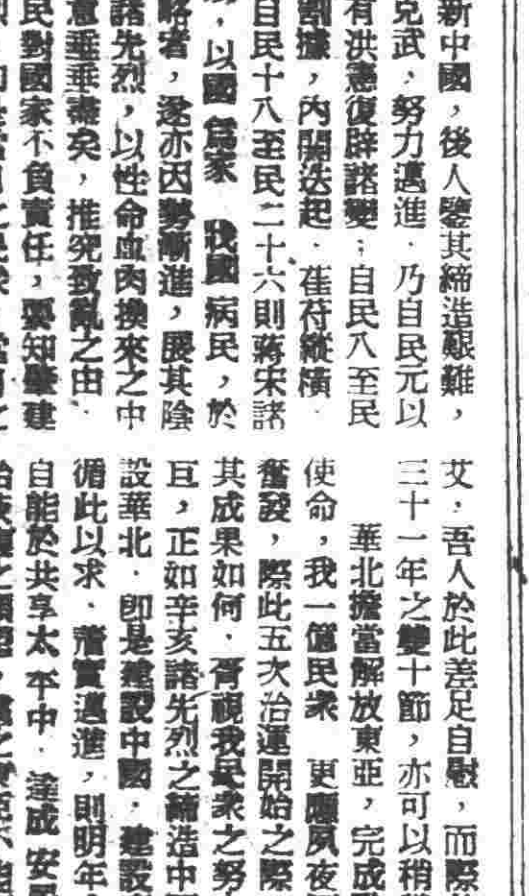 新中國，後人鑒其締造艱難，
克武，努力邁進．乃自民元以
有洪憲復辟諸變；自民八至民
割據，內閧迭起．萑苻縱橫．
自民十八至民二十六則蔣宋諸
，以國爲家　我國　病民，於
略者，遂亦因勢漸進，展其陰
諸先烈，以性命血肉換來之中
意垂垂盡矣，推究致亂之由．
民對國家不負責任，要知肇建
艾．吾人於此差足自慰，而際
三十一年之雙十節，亦可以稍
華北擔當解放東亞，完成
使命，我一億民衆　更應夙夜
奮發，際此五次治運開始之際
其成果如何．胥視我民衆之努
巨，正如辛亥諸先烈之締造中
設華北．卽是建設中國，建設
循此以求．踏實邁進，則明年
自能於共享太平中．達成安